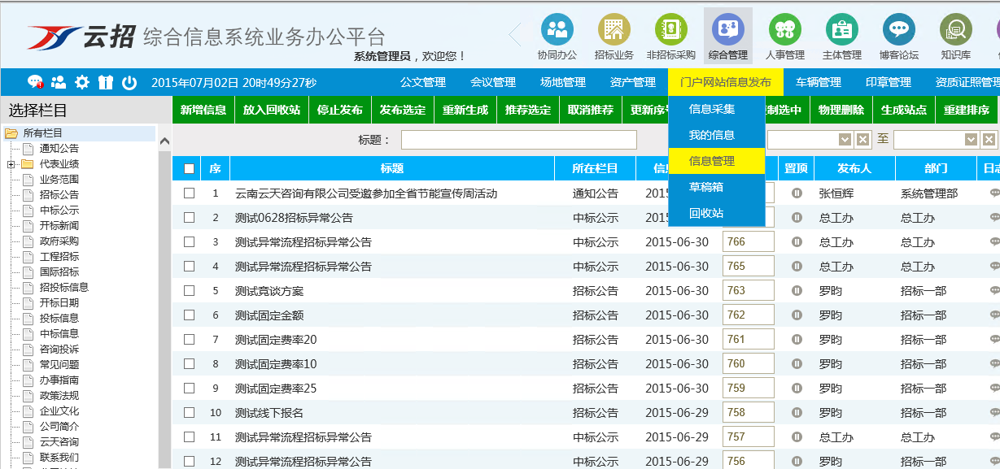 云招 综合信息系统业务办公平台
系统管理员，欢迎您！
协同办公 招标业务 非招标采购 综合管理 人事管理 主体管理 博客论坛 知识库
2015年07月02日 20时49分27秒
公文管理 会议管理 场地管理 资产管理 门户网站信息发布 车辆管理 印章管理 资质证照管理
信息采集
我的信息
信息管理
草稿箱
回收站
选择栏目
新增信息 放入回收站 停止发布 发布选定 重新生成 推荐选定 取消推荐 更新序 制选中 物理删除 生成站点 重建排序
所有栏目
通知公告
代表业绩
业务范围
招标公告
中标公示
开标新闻
政府采购
工程招标
国际招标
招投标信息
开标日期
投标信息
中标信息
咨询投诉
常见问题
办事指南
政策法规
企业文化
公司简介
云天咨询
联系我们
标题： 至
序 标题 所在栏目 信 置顶 发布人 部门 日志
1 云南云天咨询有限公司受邀参加全省节能宣传周活动 通知公告 2015 张恒辉 系统管理部
2 测试0628招标异常公告 中标公示 2015 总工办 总工办
3 测试异常流程招标异常公告 中标公示 2015-06-30 766 总工办 总工办
4 测试异常流程招标异常公告 中标公示 2015-06-30 765 总工办 总工办
5 测试竞谈方案 招标公告 2015-06-30 763 罗昀 招标一部
6 测试固定金额 招标公告 2015-06-30 762 罗昀 招标一部
7 测试固定费率20 招标公告 2015-06-30 761 罗昀 招标一部
8 测试固定费率10 招标公告 2015-06-30 760 罗昀 招标一部
9 测试固定费率25 招标公告 2015-06-30 759 罗昀 招标一部
10 测试线下报名 招标公告 2015-06-29 758 罗昀 招标一部
11 测试异常流程招标异常公告 中标公示 2015-06-29 757 总工办 总工办
12 测试异常流程招标异常公告 中标公示 2015-06-29 756 罗昀 招标一部